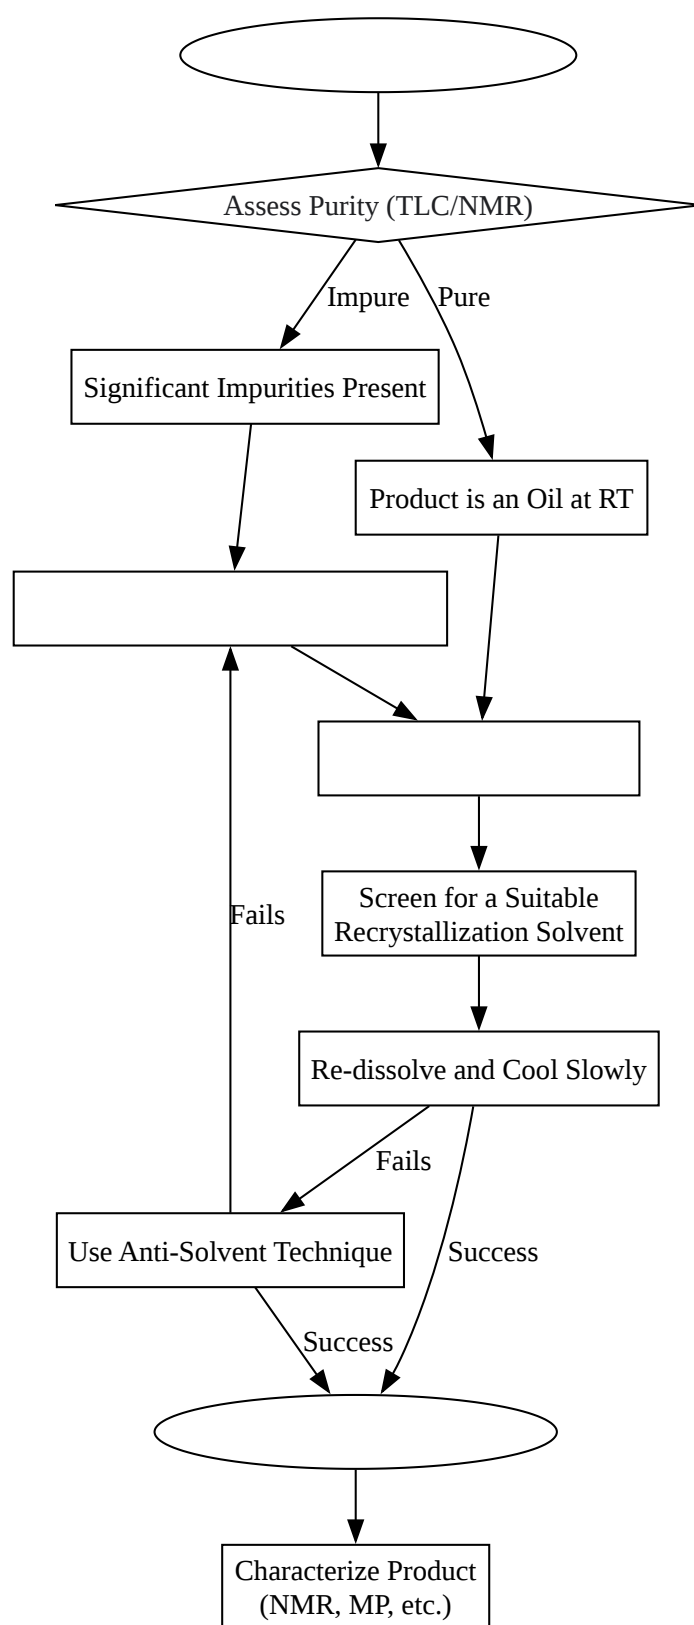 Assess Purity (TLC/NMR)
Impure
Pure
Significant Impurities Present
Product is an Oil at RT
Screen for a Suitable
Recrystallization Solvent
Fails
Re-dissolve and Cool Slowly
Fails
Use Anti-Solvent Technique
Success
Success
Characterize Product
(NMR, MP, etc.)